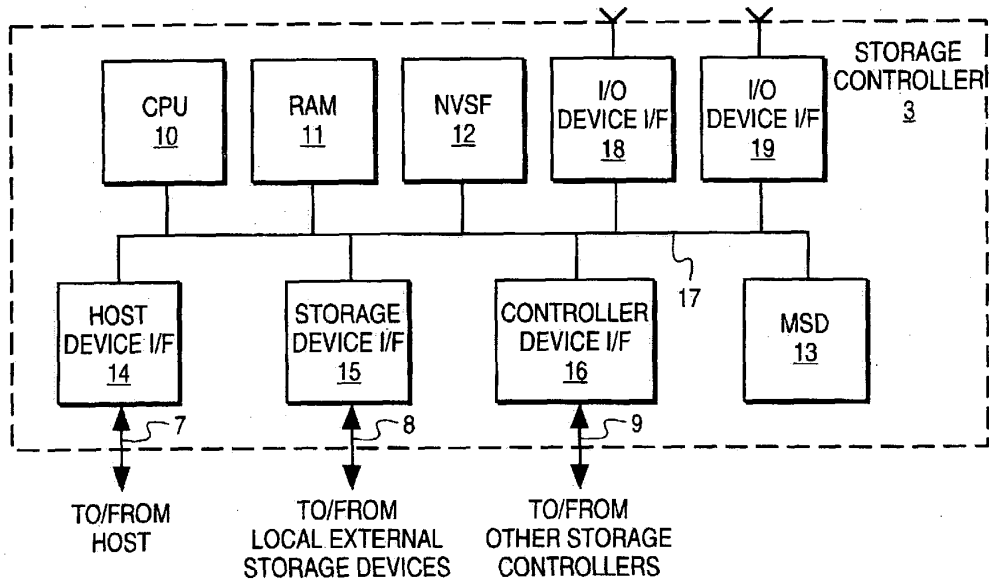 STORAGE
CONTROLLER
3
CPU
10
RAM
11
NVSF
12
I/O
DEVICE I/F
18
I/O
DEVICE I/F
19
17
HOST
DEVICE I/F
14
STORAGE
DEVICE I/F
15
CONTROLLER
DEVICE I/F
16
MSD
13
7
8
9
TO/FROM
HOST
TO/FROM
LOCAL EXTERNAL
STORAGE DEVICES
TO/FROM
OTHER STORAGE
CONTROLLERS